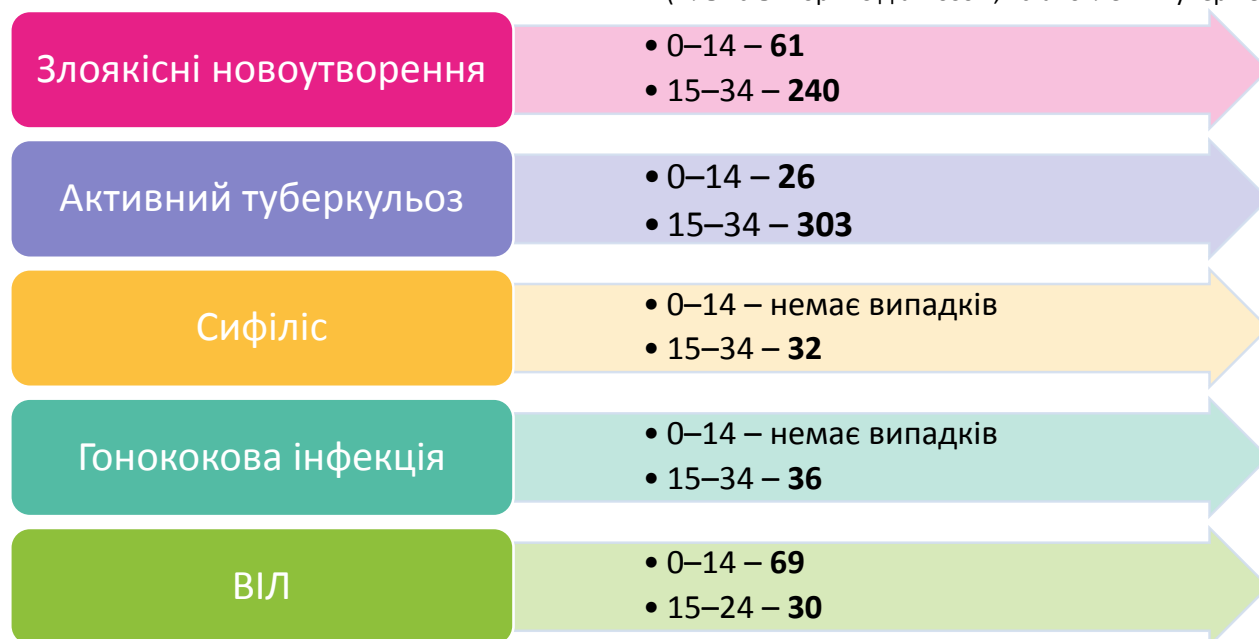 Злоякісні новоутворення
• 0–14 – 61
• 15–34 – 240
Активний туберкульоз
• 0–14 – 26
• 15–34 – 303
Сифіліс
• 0–14 – немає випадків
• 15–34 – 32
Гонококова інфекція
• 0–14 – немає випадків
• 15–34 – 36
ВІЛ
• 0–14 – 69
• 15–24 – 30